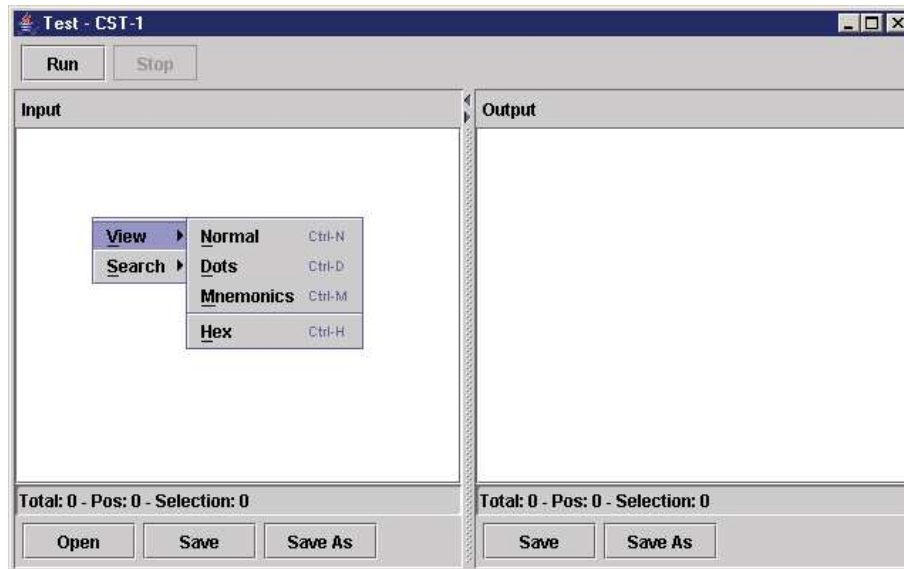 Test - CST-1
Run Stop
Input
Output
View
Search
Normal Ctrl-N
Dots Ctrl-D
Mnemonics Ctrl-M
Hex Ctrl-H
Total: 0 - Pos: 0 - Selection: 0
Total: 0 - Pos: 0 - Selection: 0
Open Save Save As
Save Save As